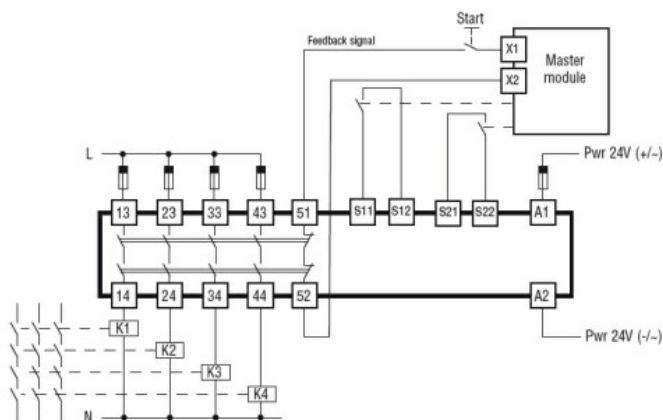 Start
Feedback signal
X1
Master
module
X2
L
Pwr 24V (+/~)
13 23 33 43 51 S11 S12 S21 S22 A1
14 24 34 44 52 A2
K1
Pwr 24V (-/~)
K2
K3
K4
N